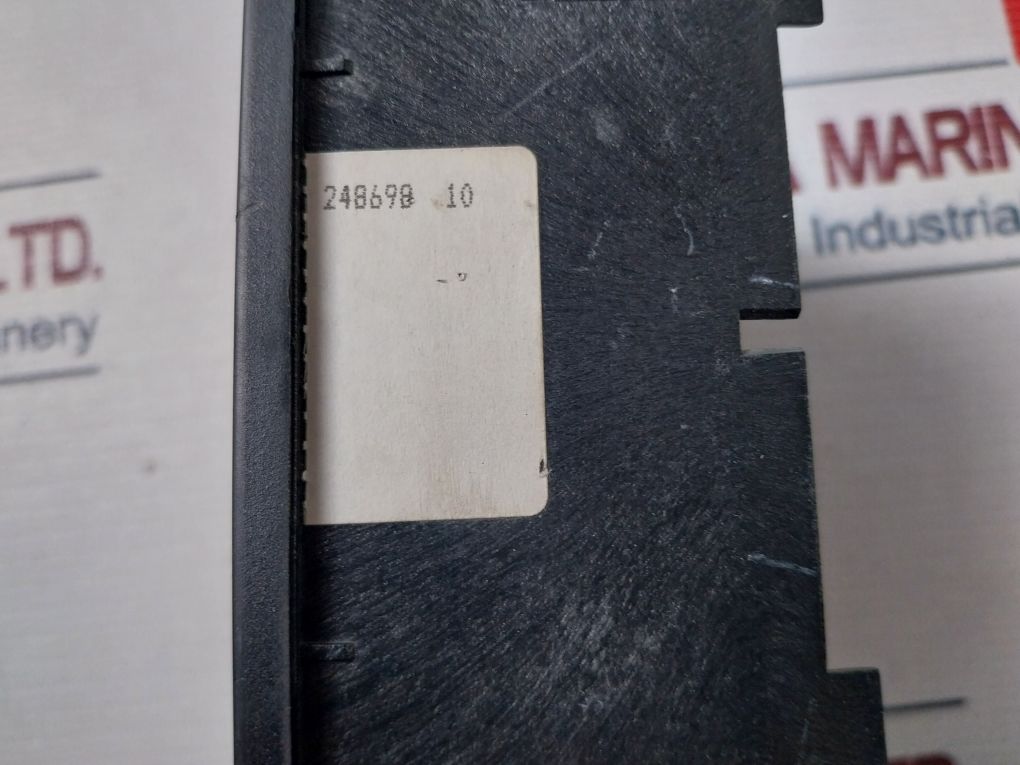 248698 10
MARIN
Industria
LTD.
nery